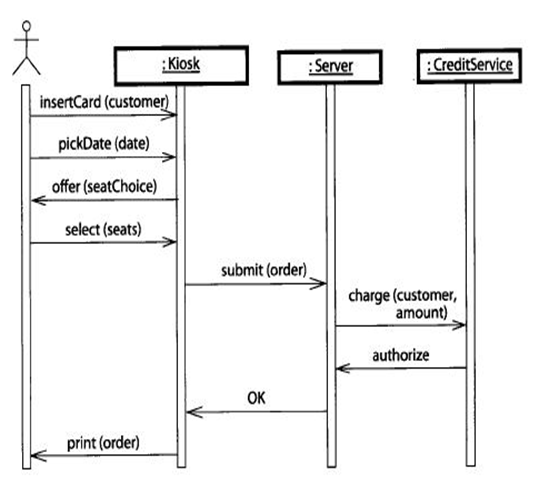 : Kiosk
: Server
: CreditService
insertCard (customer)
pickDate (date)
offer (seatChoice)
select (seats)
submit (order)
charge (customer,
amount)
authorize
OK
print (order)